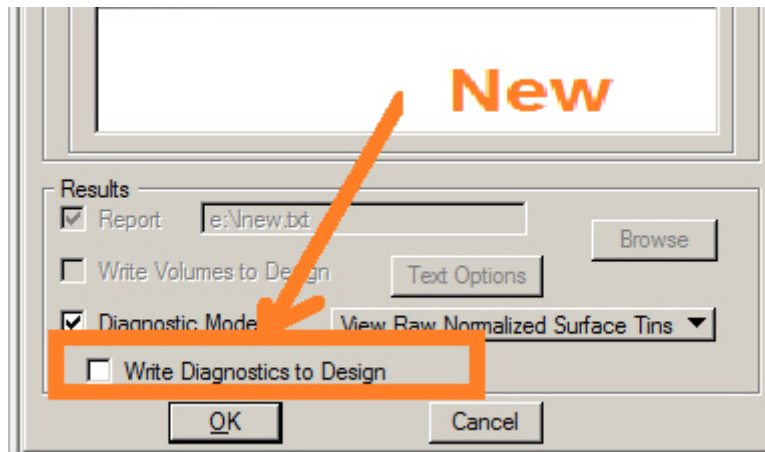 New
Results
Report e:\lnew.txt Browse
Write Volumes to Design Text Options
Diagnostic Mode View Raw Normalized Surface Tins
Write Diagnostics to Design
OK Cancel